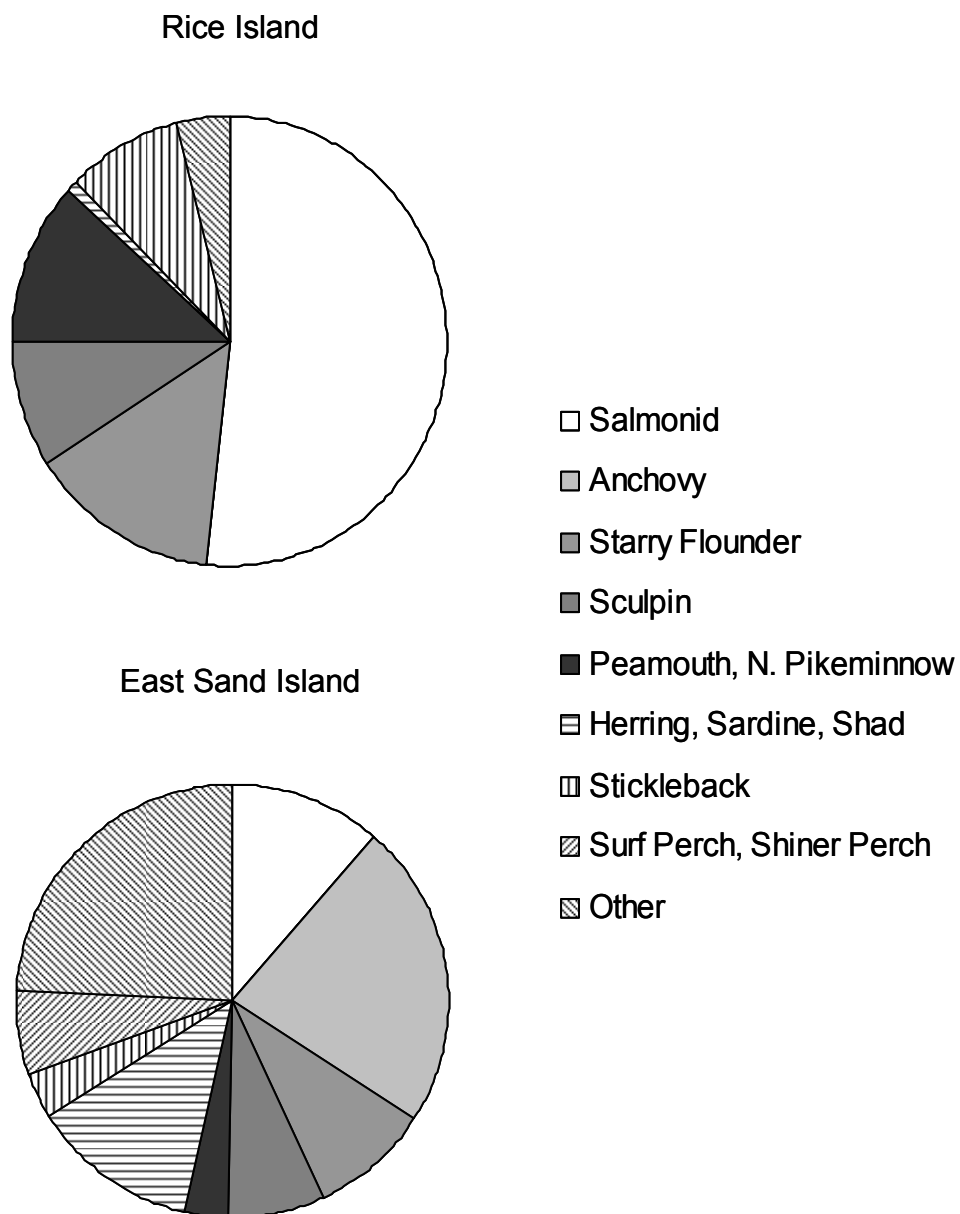 Rice Island
Salmonid
Anchovy
Starry Flounder
Sculpin
Peamouth, N. Pikeminnow
East Sand Island
Herring, Sardine, Shad
Stickleback
Surf Perch, Shiner Perch
Other